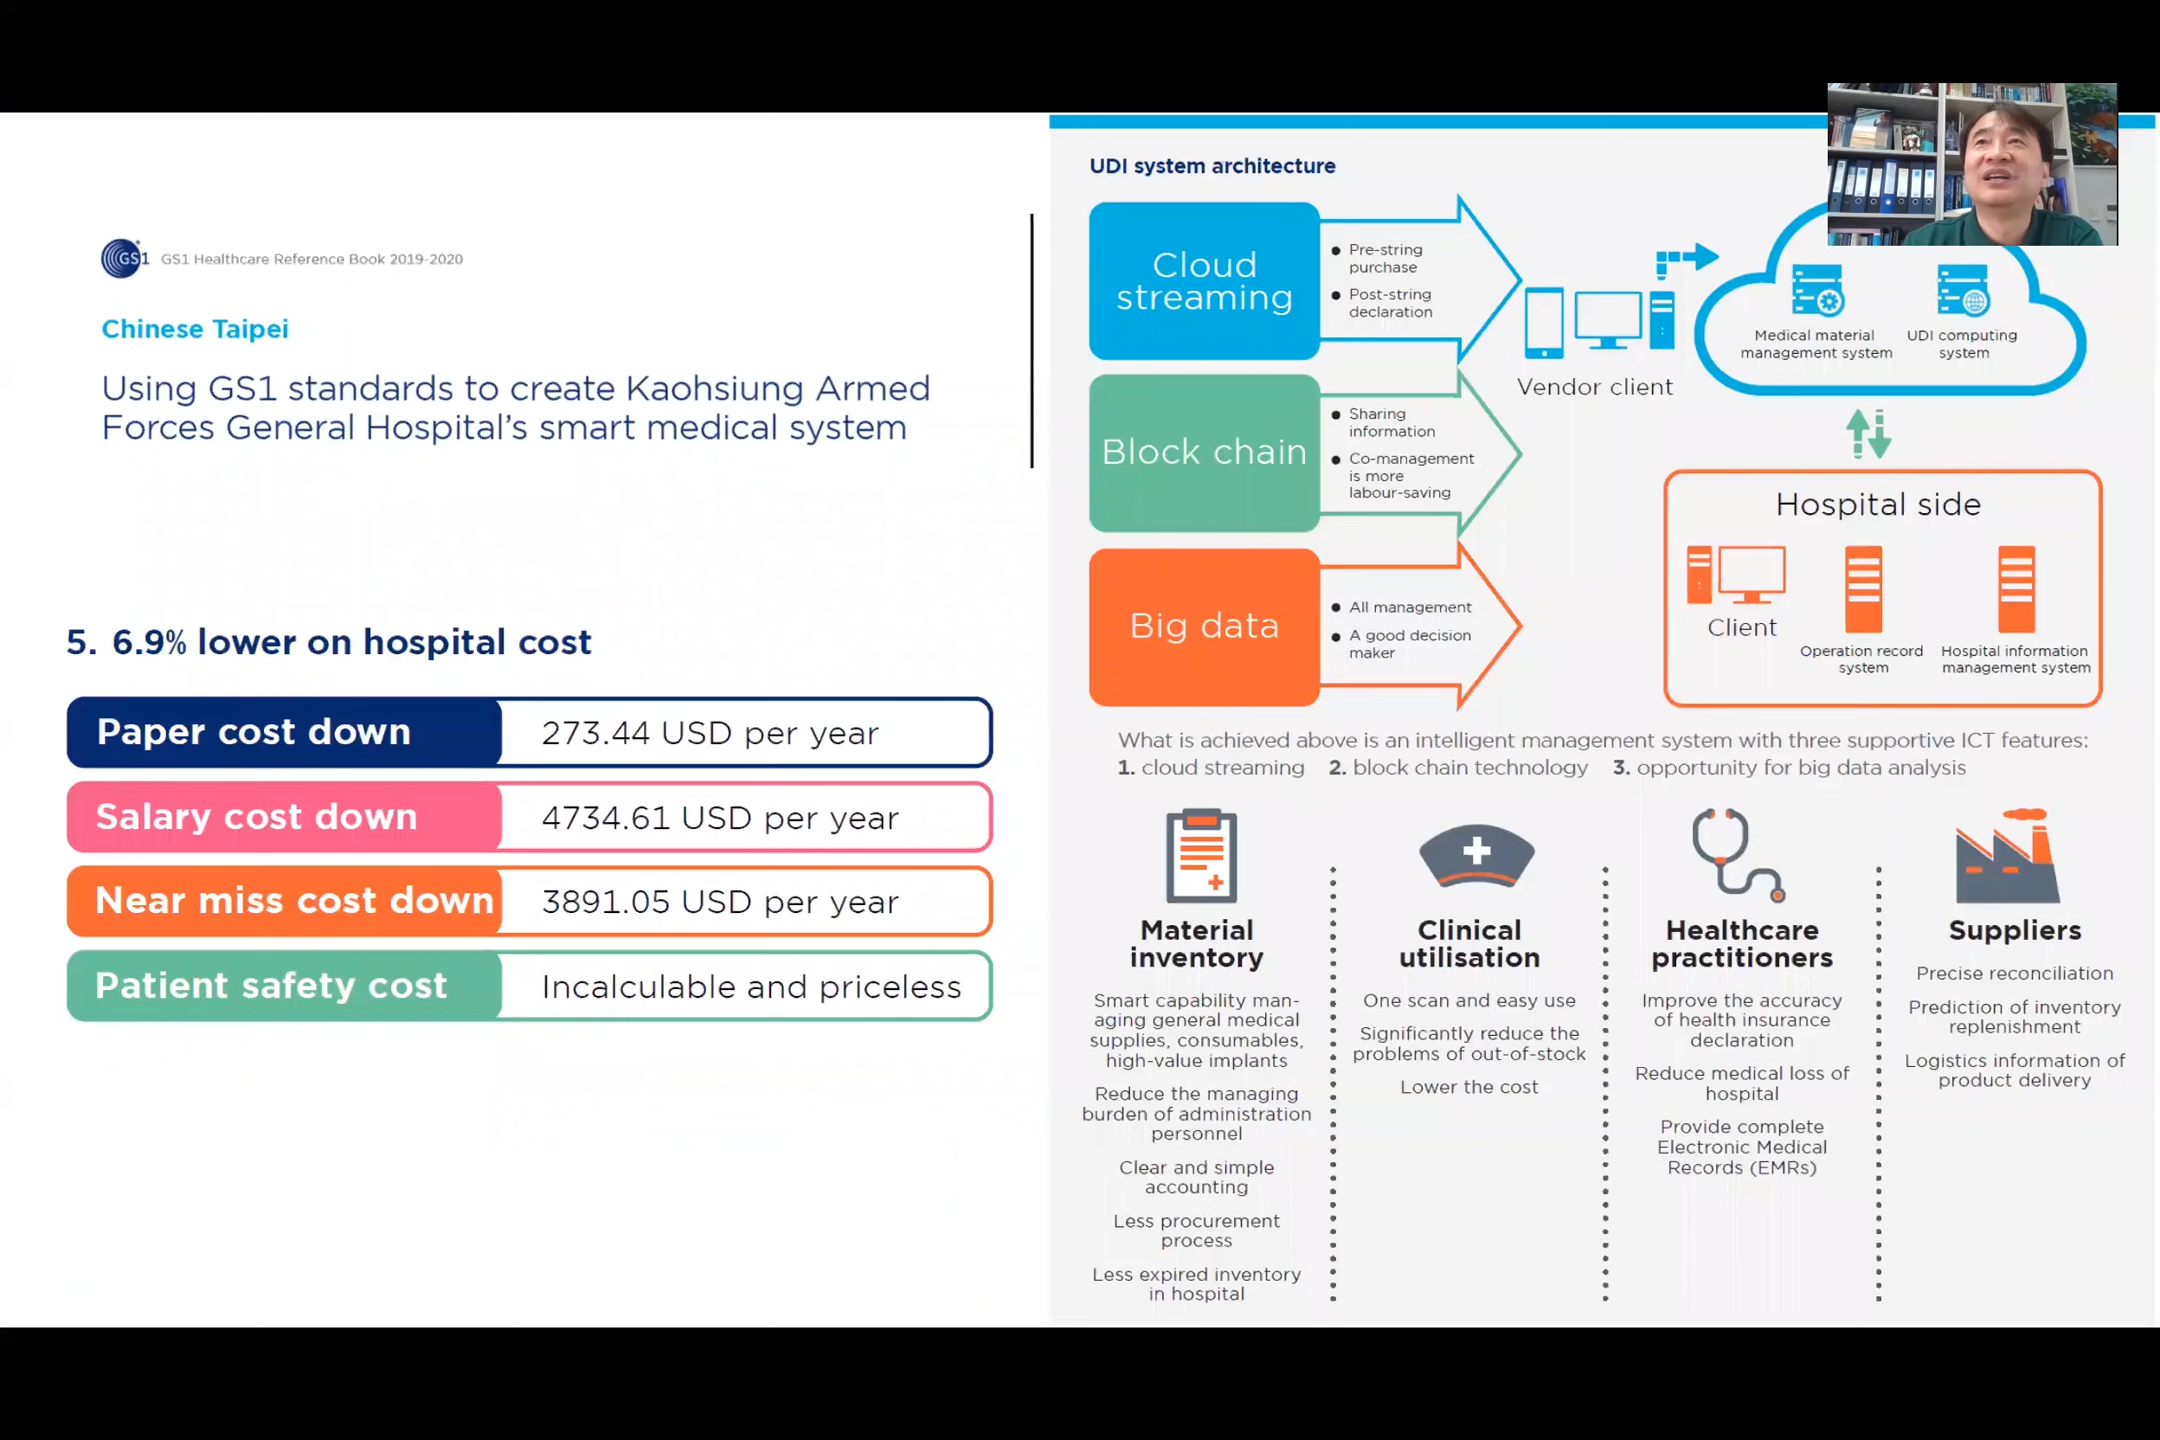 GS1
GS1 Healthcare Reference Book 2019-2020
Chinese Taipei
Using GS1 standards to create Kaohsiung Armed
Forces General Hospital's smart medical system
5. 6.9% lower on hospital cost
Paper cost down
273.44 USD per year
Salary cost down
4734.61 USD per year
Near miss cost down
3891.05 USD per year
Patient safety cost
Incalculable and priceless
UDI system architecture
Cloud
streaming
● Pre-string
purchase
● Post-string
declaration
Block chain
● Sharing
information
● Co-management
is more
labour-saving
Big data
● All management
● A good decision
maker
Vendor client
Medical material
management system
UDI computing
system
Hospital side
Client
Operation record
system
Hospital information
management system
What is achieved above is an intelligent management system with three supportive ICT features:
1. cloud streaming 2. block chain technology 3. opportunity for big data analysis
Material
inventory
Smart capability man-
aging general medical
supplies, consumables,
high-value implants
Reduce the managing
burden of administration
personnel
Clear and simple
accounting
Less procurement
process
Less expired inventory
in hospital
Clinical
utilisation
One scan and easy use
Significantly reduce the
problems of out-of-stock
Lower the cost
Healthcare
practitioners
Improve the accuracy
of health insurance
declaration
Reduce medical loss of
hospital
Provide complete
Electronic Medical
Records (EMRs)
Suppliers
Precise reconciliation
Prediction of inventory
replenishment
Logistics information of
product delivery